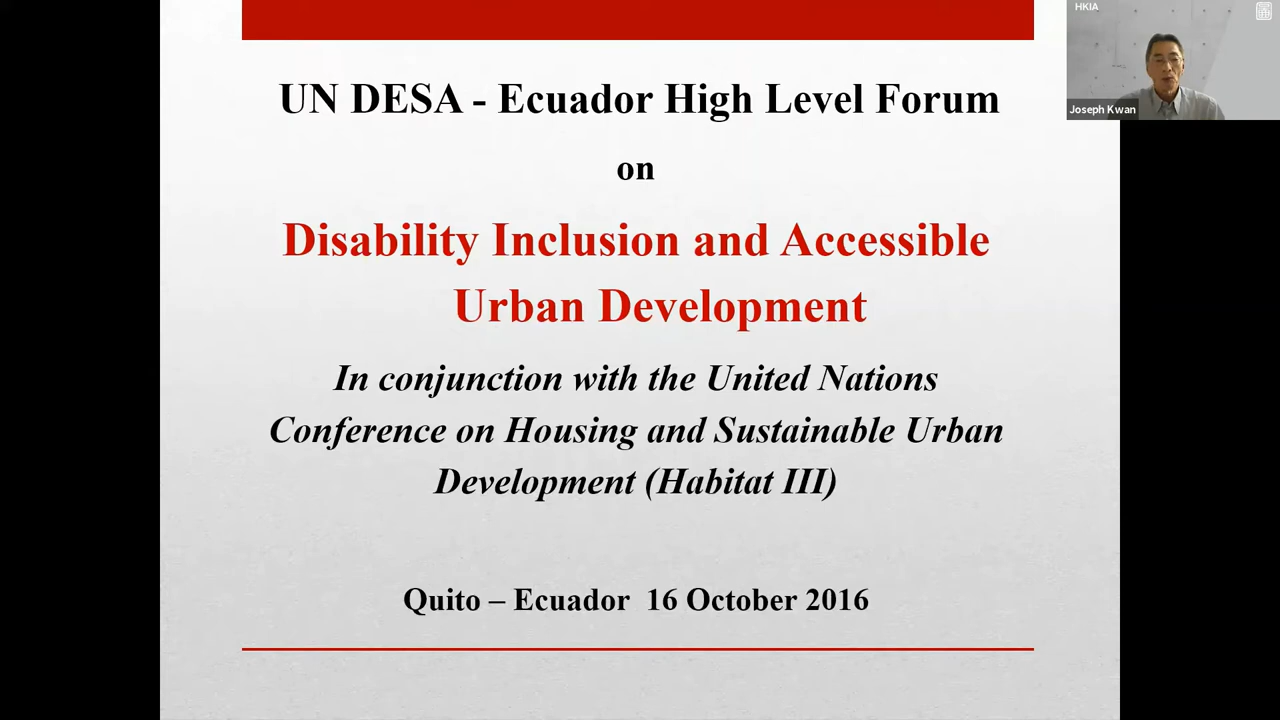 UN DESA - Ecuador High Level Forum
on
Disability Inclusion and Accessible
Urban Development
In conjunction with the United Nations
Conference on Housing and Sustainable Urban
Development (Habitat III)
Quito – Ecuador 16 October 2016
HKIA
Joseph Kwan